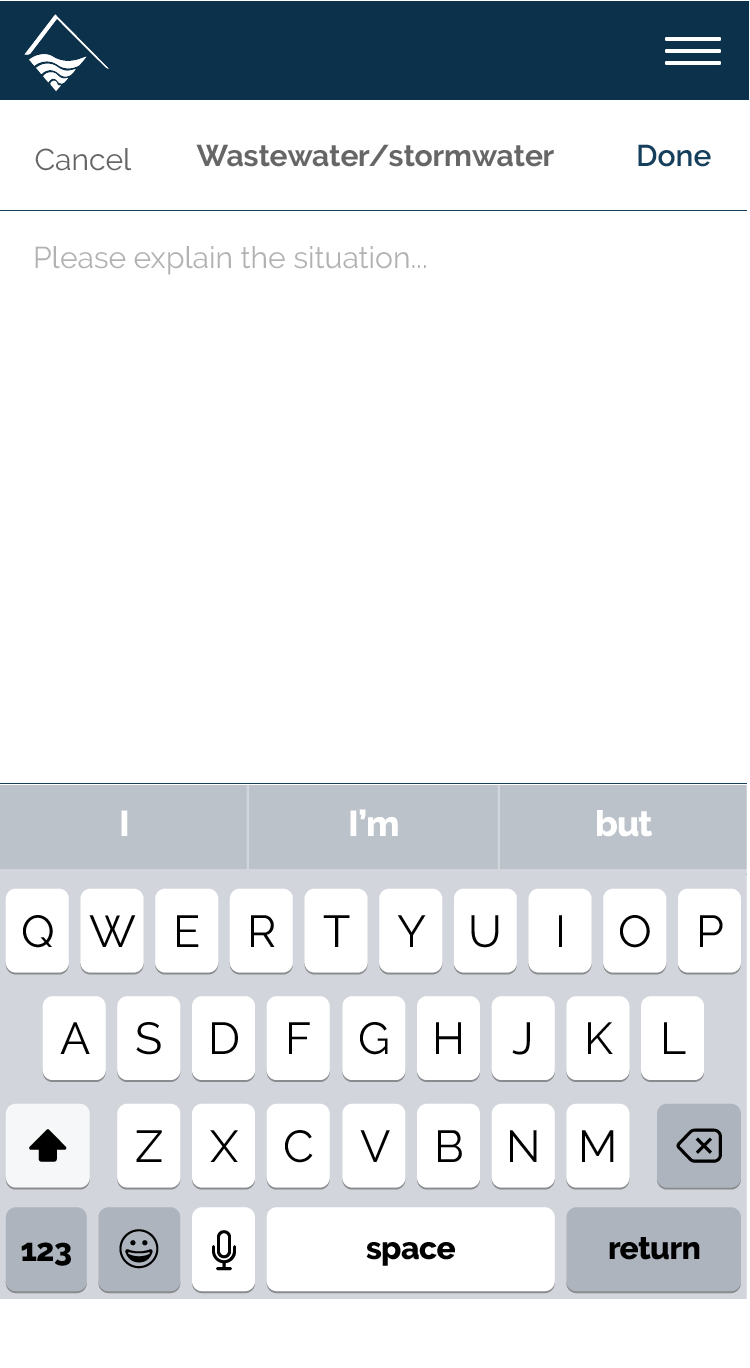 Cancel Wastewater/stormwater Done
Please explain the situation...
I I'm but
Q W E R T Y U I O P
A S D F G H J K L
Z X C V B N M
123 space return